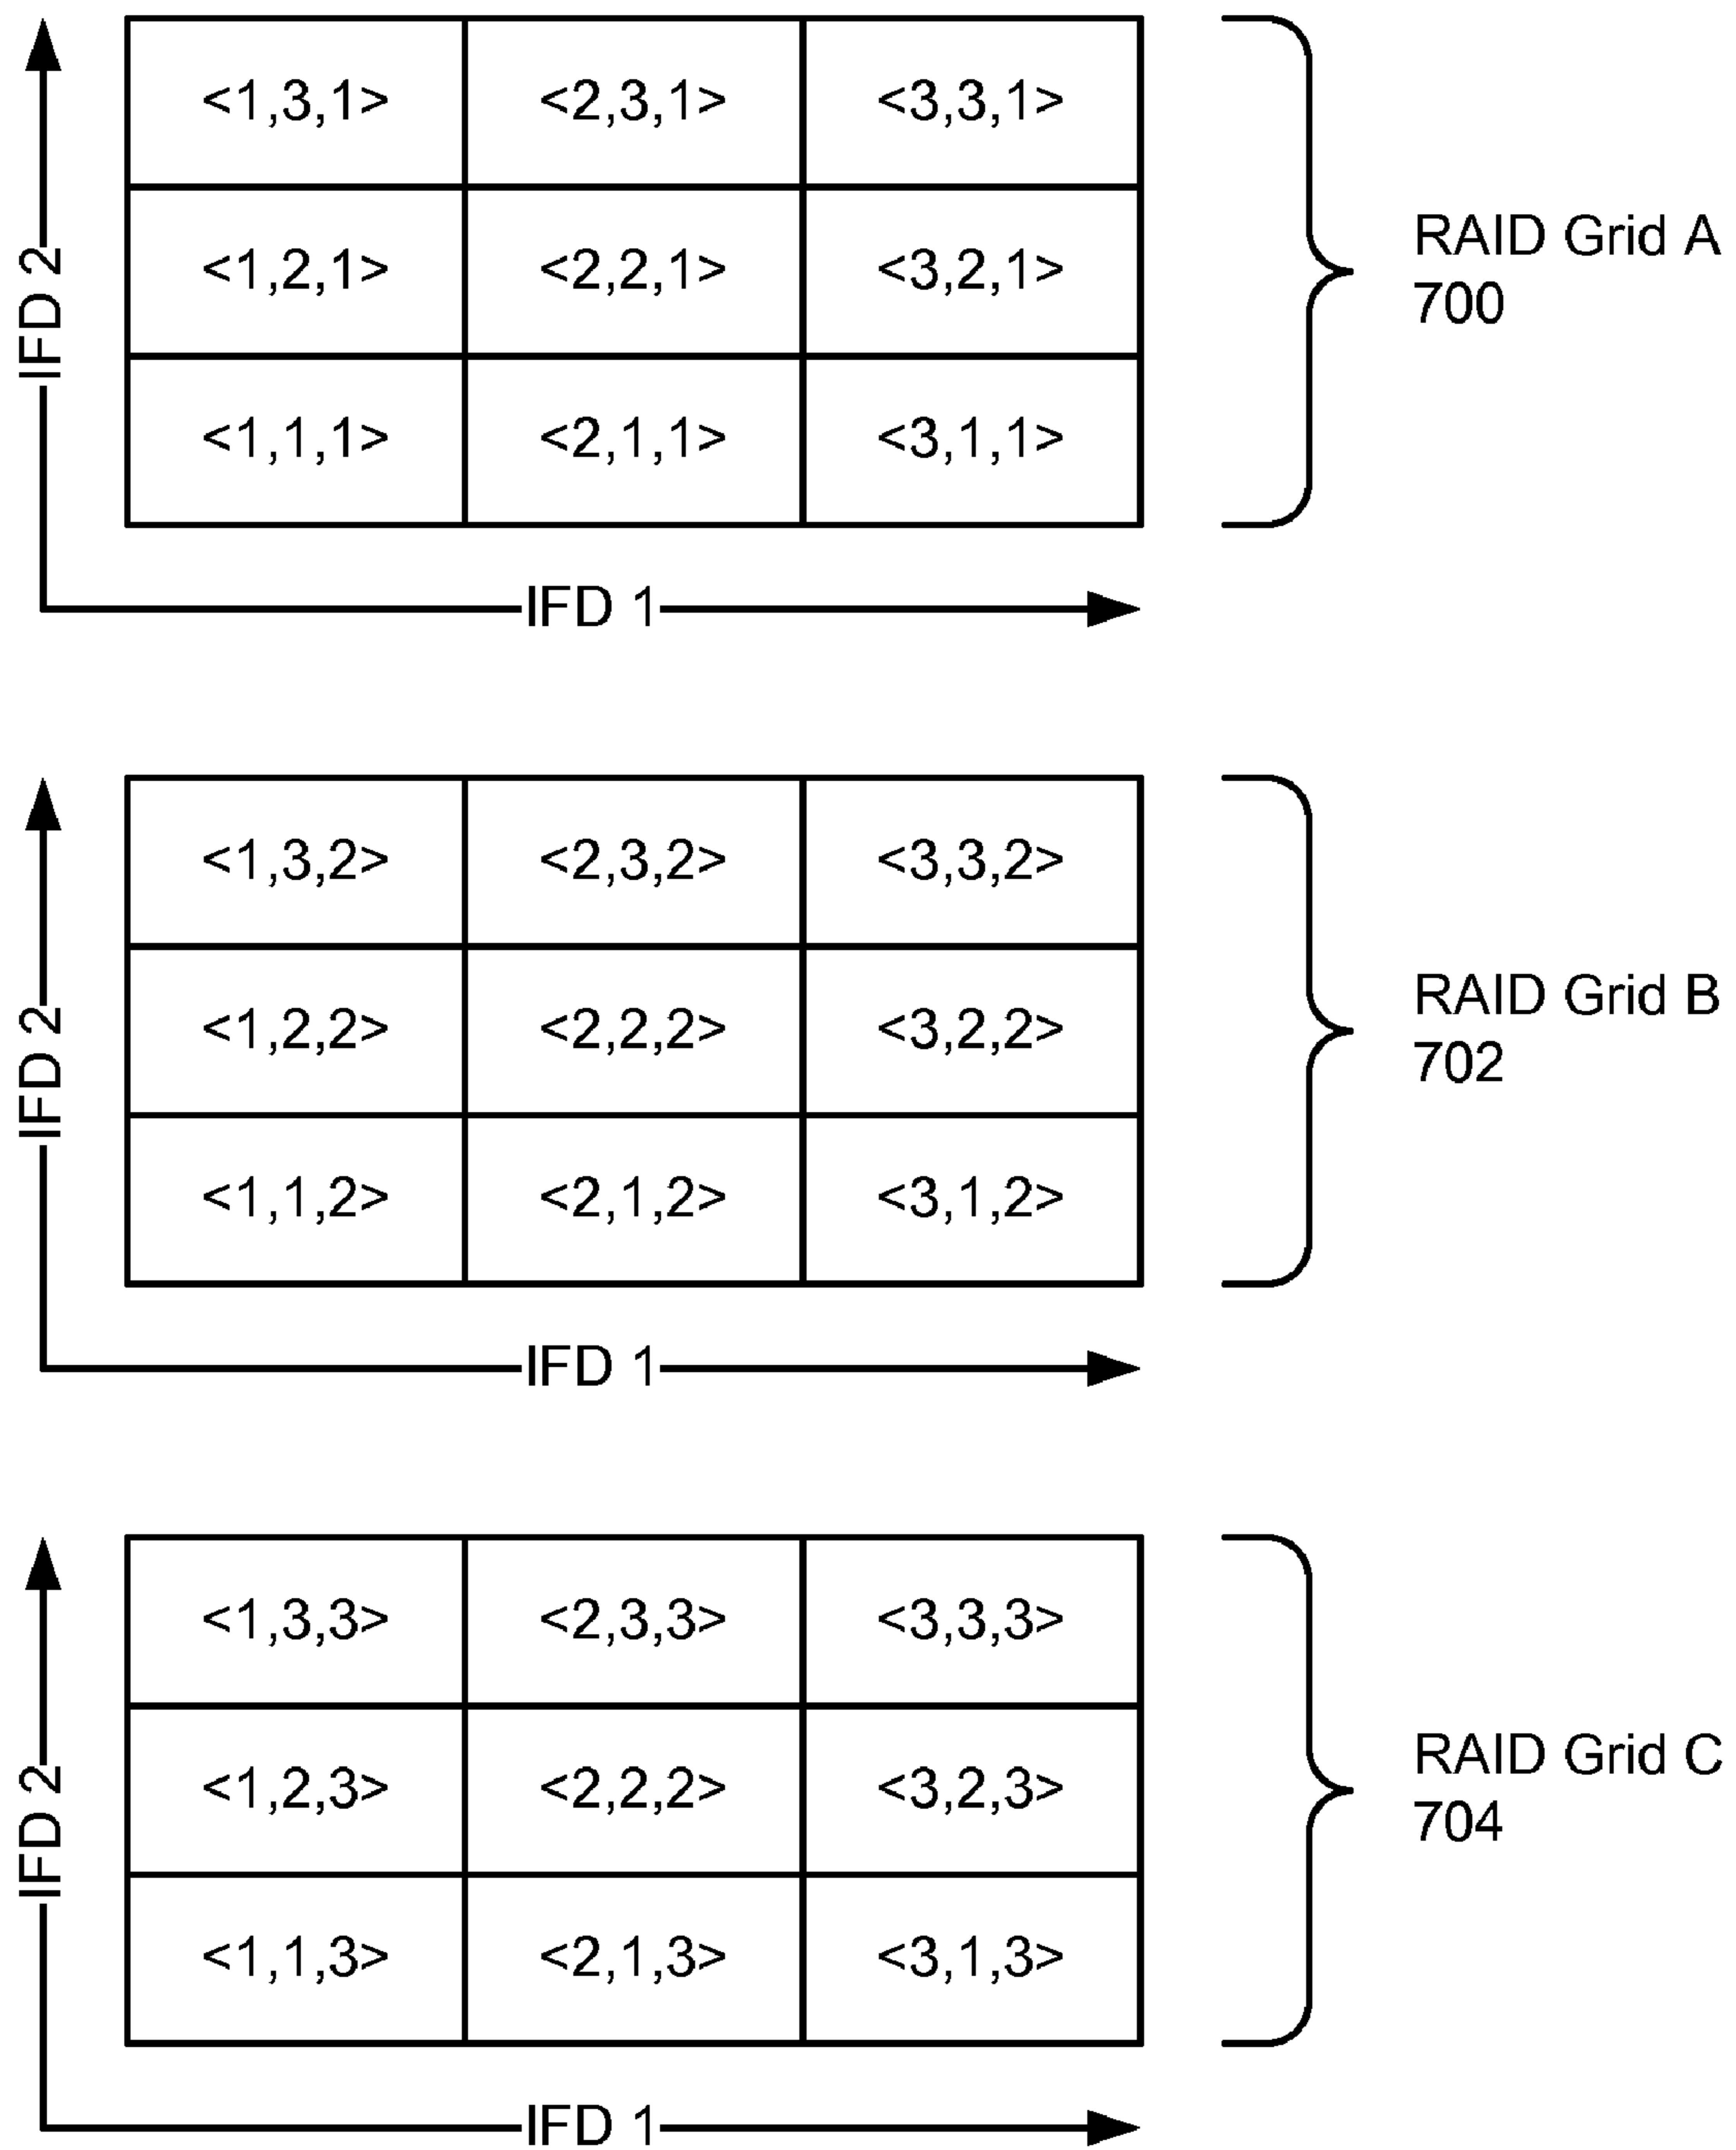 <1,3,1> <2,3,1> <3,3,1>
<1,2,1> <2,2,1> <3,2,1>
<1,1,1> <2,1,1> <3,1,1>
IFD 2
IFD 1
RAID Grid A
700
<1,3,2> <2,3,2> <3,3,2>
<1,2,2> <2,2,2> <3,2,2>
<1,1,2> <2,1,2> <3,1,2>
IFD 2
IFD 1
RAID Grid B
702
<1,3,3> <2,3,3> <3,3,3>
<1,2,3> <2,2,2> <3,2,3>
<1,1,3> <2,1,3> <3,1,3>
IFD 2
IFD 1
RAID Grid C
704